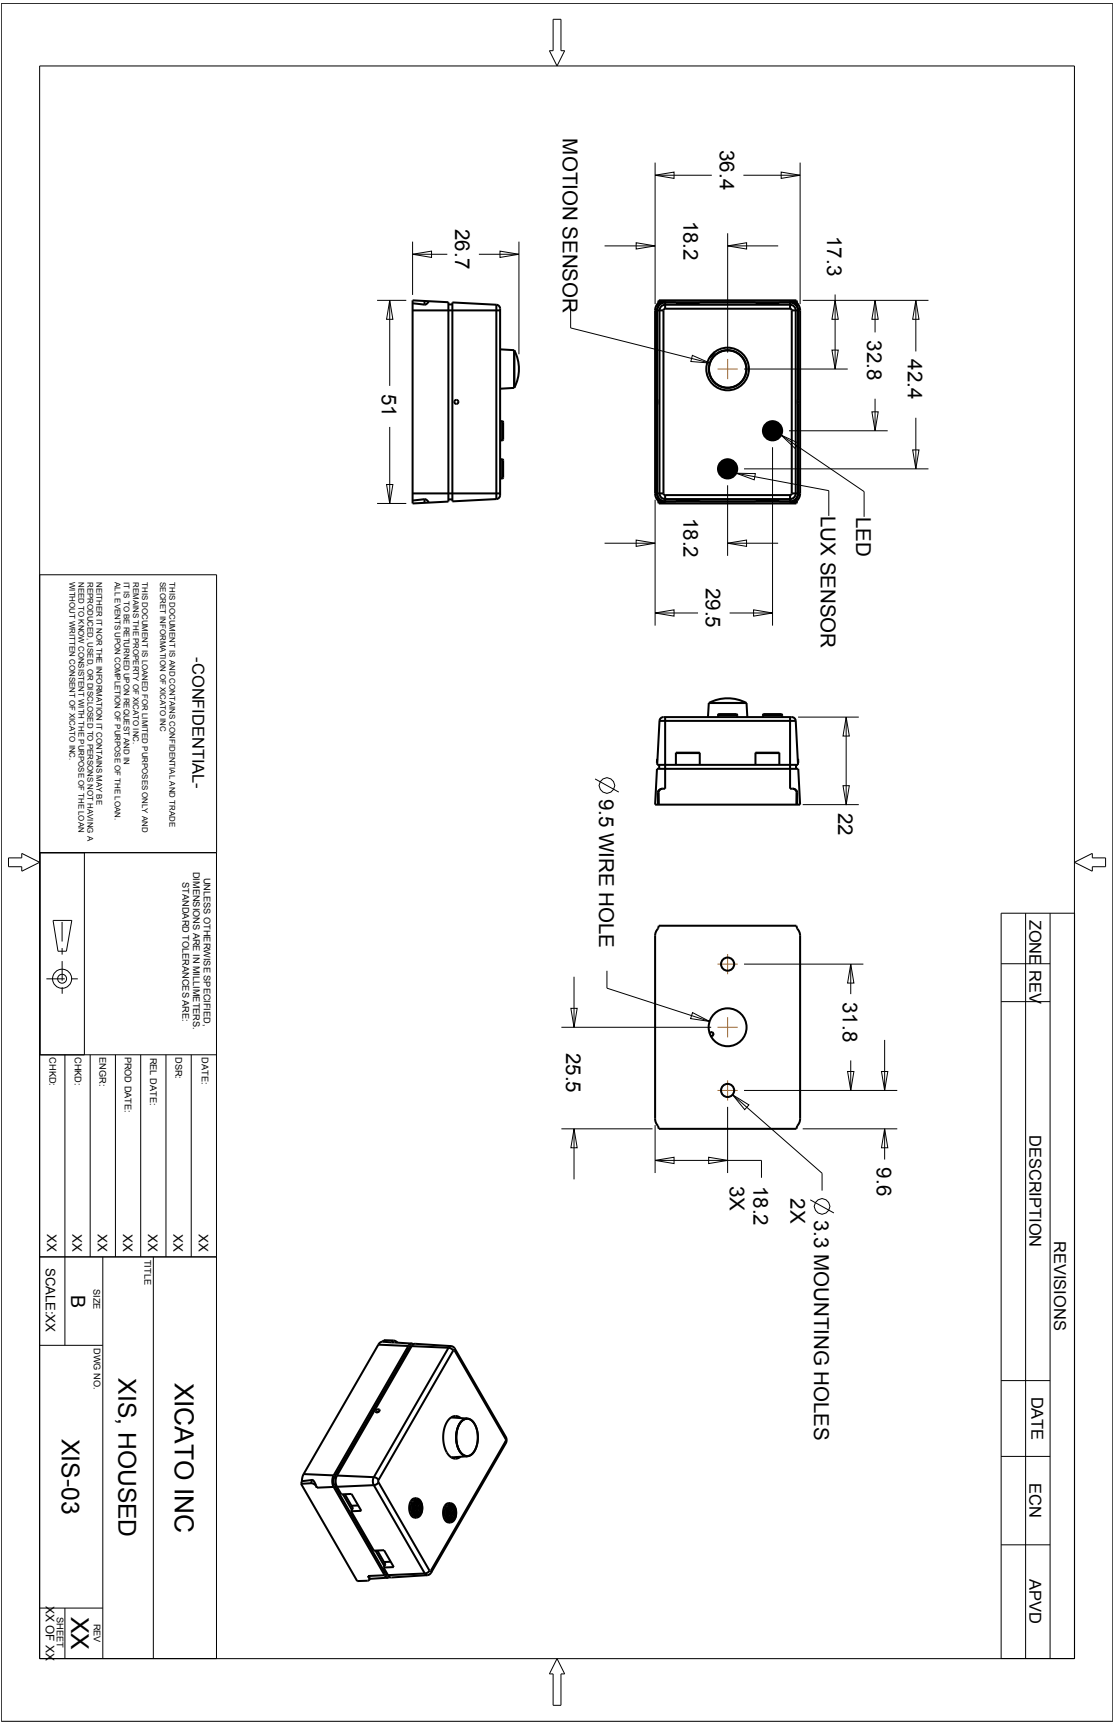 REVISIONS
ZONE REV DESCRIPTION DATE ECN APVD
42.4
32.8
17.3
36.4
18.2
18.2
29.5
LED
LUX SENSOR
MOTION SENSOR
26.7
51
22
31.8
9.6
25.5
18.2
3X
∅ 3.3 MOUNTING HOLES
2X
∅ 9.5 WIRE HOLE
-CONFIDENTIAL-
THIS DOCUMENT IS AND CONTAINS CONFIDENTIAL AND TRADE
SECRET INFORMATION OF XICATO INC
THIS DOCUMENT IS LOANED FOR LIMITED PURPOSES ONLY AND
REMAINS THE PROPERTY OF XICATO INC.
IT IS TO BE RETURNED UPON REQUEST AND IN
ALL EVENTS UPON COMPLETION OF PURPOSE OF THE LOAN.
NEITHER IT NOR THE INFORMATION IT CONTAINS MAY BE
REPRODUCED, USED, OR DISCLOSED TO PERSONS NOT HAVING A
NEED TO KNOW CONSISTENT WITH THE PURPOSE OF THE LOAN
WITHOUT WRITTEN CONSENT OF XICATO INC.
UNLESS OTHERWISE SPECIFIED,
DIMENSIONS ARE IN MILLIMETERS.
STANDARD TOLERANCES ARE:
DATE: XX
DSR: XX
REL DATE: XX
PROD DATE: XX
ENGR: XX
CHKD: XX
CHKD: XX
XICATO INC
TITLE
XIS, HOUSED
SIZE
B
DWG NO.
XIS-03
REV
XX
SCALE:XX
SHEET
XX OF XX